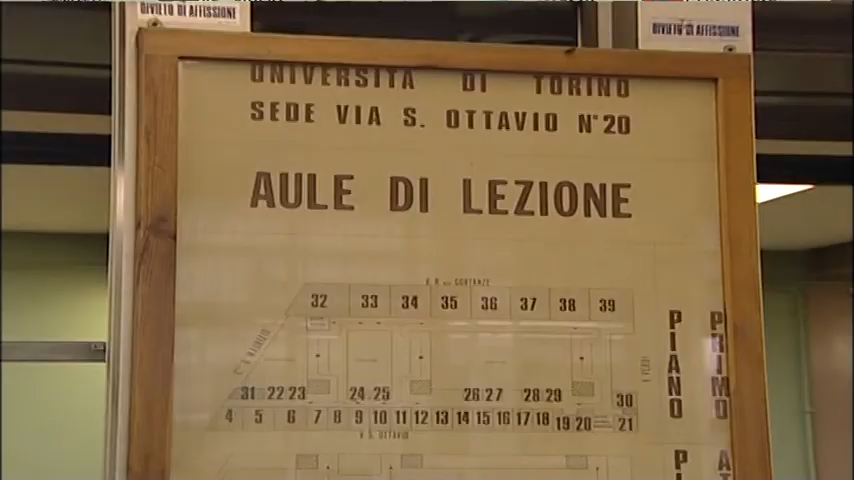 DIVIETO DI AFFISSIONE
DIVIETO DI AFFISSIONE
UNIVERSITÀ DI TORINO
SEDE VIA S. OTTAVIO N°20
AULE DI LEZIONE
32 33 34 35 36 37 38 39
31 22 23 24 25 26 27 28 29 30
4 5 6 7 8 9 10 11 12 13 14 15 16 17 18 19 20 21
V. S. OTTAVIO
PIANO
PRIMO